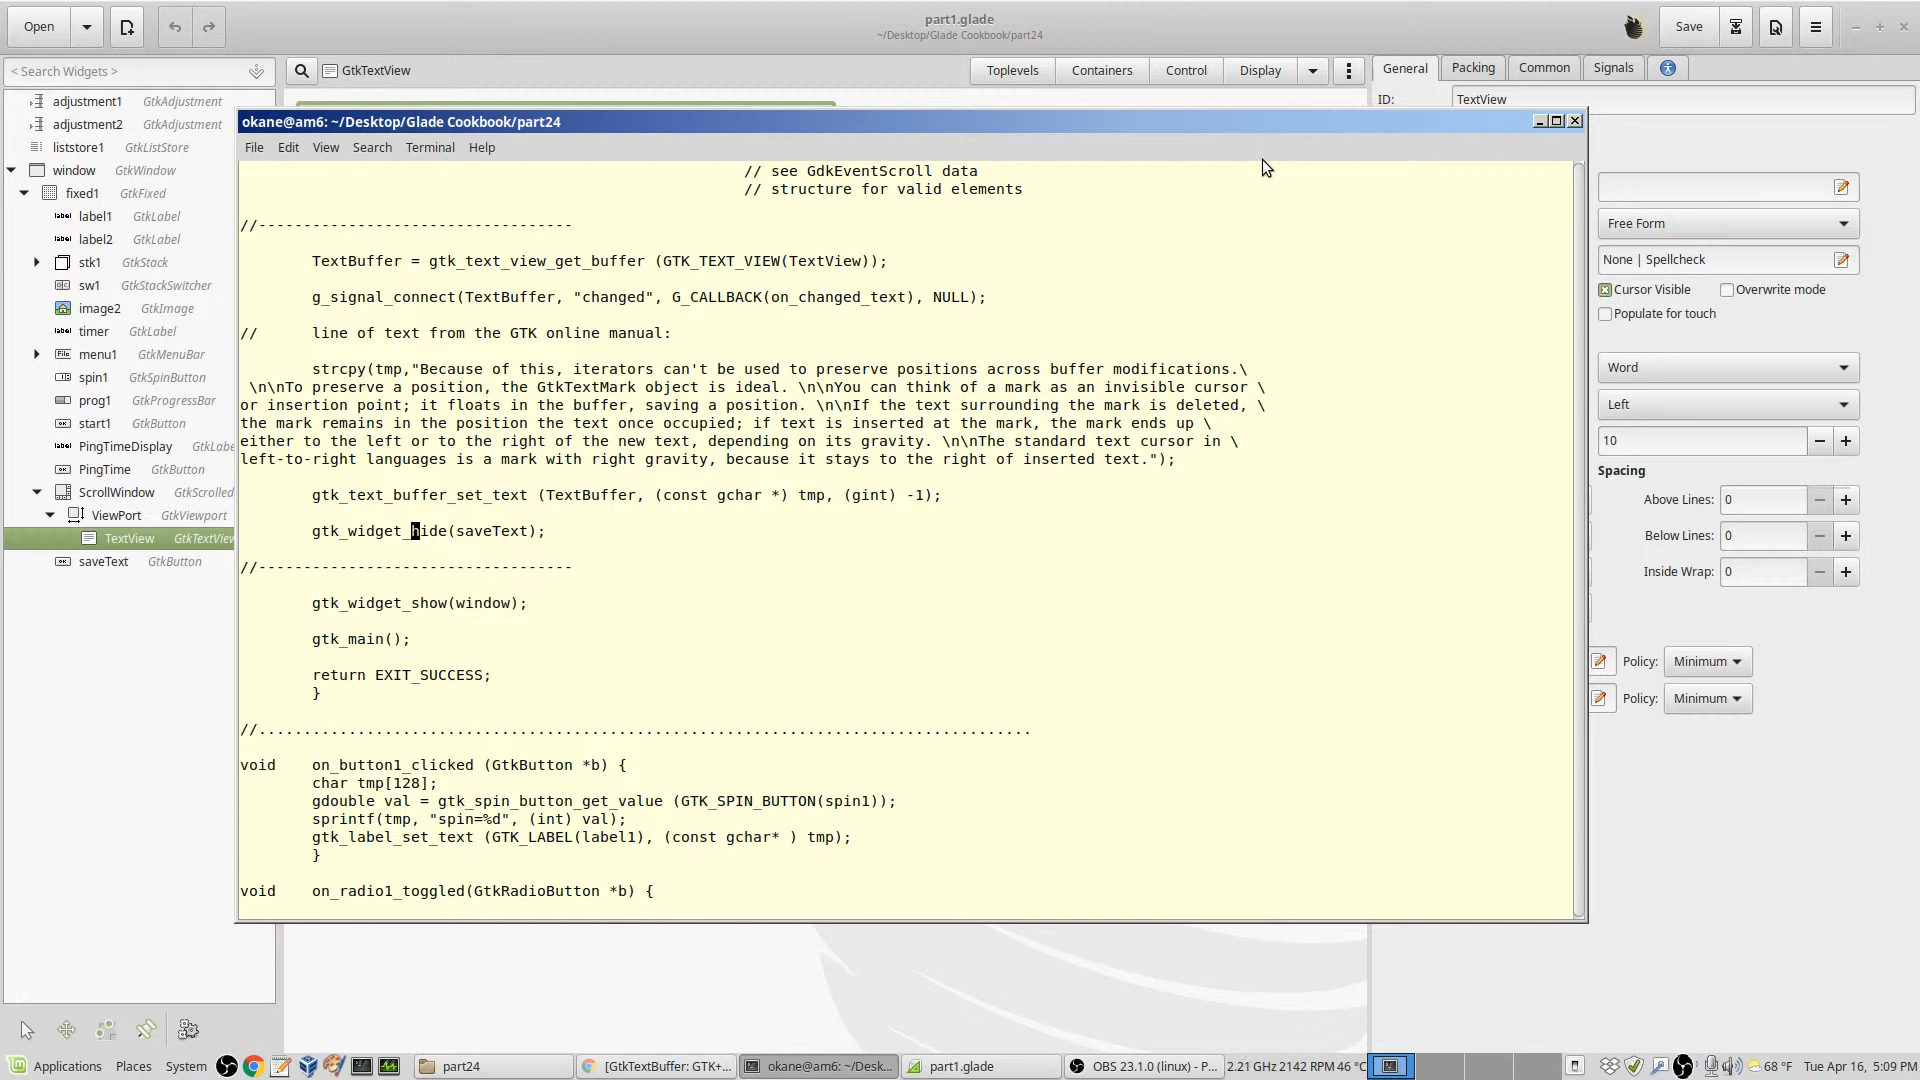 Open
part1.glade
~/Desktop/Glade Cookbook/part24
Save
< Search Widgets >
GtkTextView
Toplevels
Containers
Control
Display
General
Packing
Common
Signals
ID:
TextView
adjustment1 GtkAdjustment
adjustment2 GtkAdjustment
liststore1 GtkListStore
window GtkWindow
fixed1 GtkFixed
label1 GtkLabel
label2 GtkLabel
stk1 GtkStack
sw1 GtkStackSwitcher
image2 GtkImage
timer GtkLabel
menu1 GtkMenuBar
spin1 GtkSpinButton
prog1 GtkProgressBar
start1 GtkButton
PingTimeDisplay GtkLabe
PingTime GtkButton
ScrollWindow GtkScrolled
ViewPort GtkViewport
TextView GtkTextView
saveText GtkButton
okane@am6: ~/Desktop/Glade Cookbook/part24
File Edit View Search Terminal Help
// see GdkEventScroll data
// structure for valid elements
//-----------------------------------
TextBuffer = gtk_text_view_get_buffer (GTK_TEXT_VIEW(TextView));
g_signal_connect(TextBuffer, "changed", G_CALLBACK(on_changed_text), NULL);
// line of text from the GTK online manual:
strcpy(tmp,"Because of this, iterators can't be used to preserve positions across buffer modifications.\
\n\nTo preserve a position, the GtkTextMark object is ideal. \n\nYou can think of a mark as an invisible cursor \
or insertion point; it floats in the buffer, saving a position. \n\nIf the text surrounding the mark is deleted, \
the mark remains in the position the text once occupied; if text is inserted at the mark, the mark ends up \
either to the left or to the right of the new text, depending on its gravity. \n\nThe standard text cursor in \
left-to-right languages is a mark with right gravity, because it stays to the right of inserted text.");
gtk_text_buffer_set_text (TextBuffer, (const gchar *) tmp, (gint) -1);
gtk_widget_hide(saveText);
//-----------------------------------
gtk_widget_show(window);
gtk_main();
return EXIT_SUCCESS;
}
//......................................................................................
void on_button1_clicked (GtkButton *b) {
char tmp[128];
gdouble val = gtk_spin_button_get_value (GTK_SPIN_BUTTON(spin1));
sprintf(tmp, "spin=%d", (int) val);
gtk_label_set_text (GTK_LABEL(label1), (const gchar* ) tmp);
}
void on_radio1_toggled(GtkRadioButton *b) {
Free Form
None | Spellcheck
Cursor Visible
Overwrite mode
Populate for touch
Word
Left
10
Spacing
Above Lines: 0
Below Lines: 0
Inside Wrap: 0
Policy: Minimum
Policy: Minimum
Applications Places System
part24
[GtkTextBuffer: GTK+...
okane@am6: ~/Desk...
part1.glade
OBS 23.1.0 (linux) - P...
2.21 GHz 2142 RPM 46 °C
68 °F
Tue Apr 16, 5:09 PM